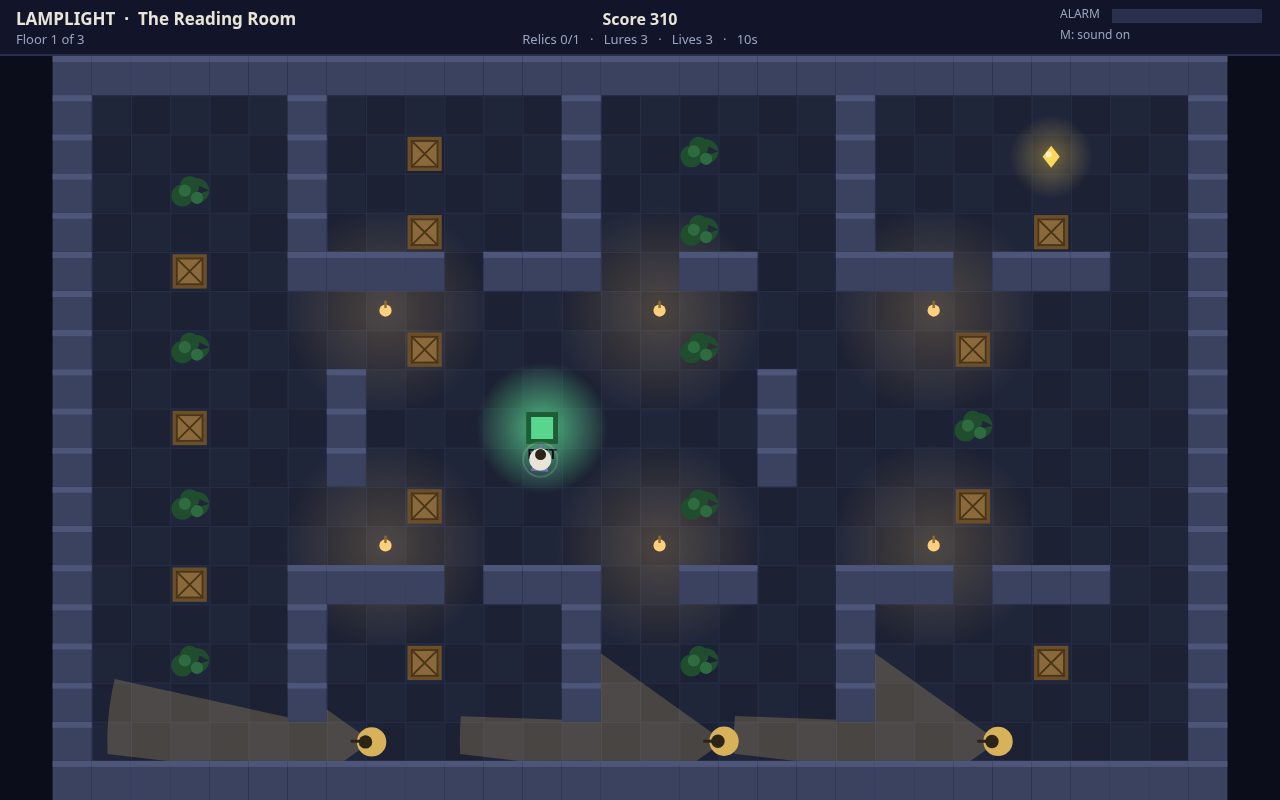 LAMPLIGHT · The Reading Room
Floor 1 of 3
Score 310
Relics 0/1 · Lures 3 · Lives 3 · 10s
ALARM
M: sound on